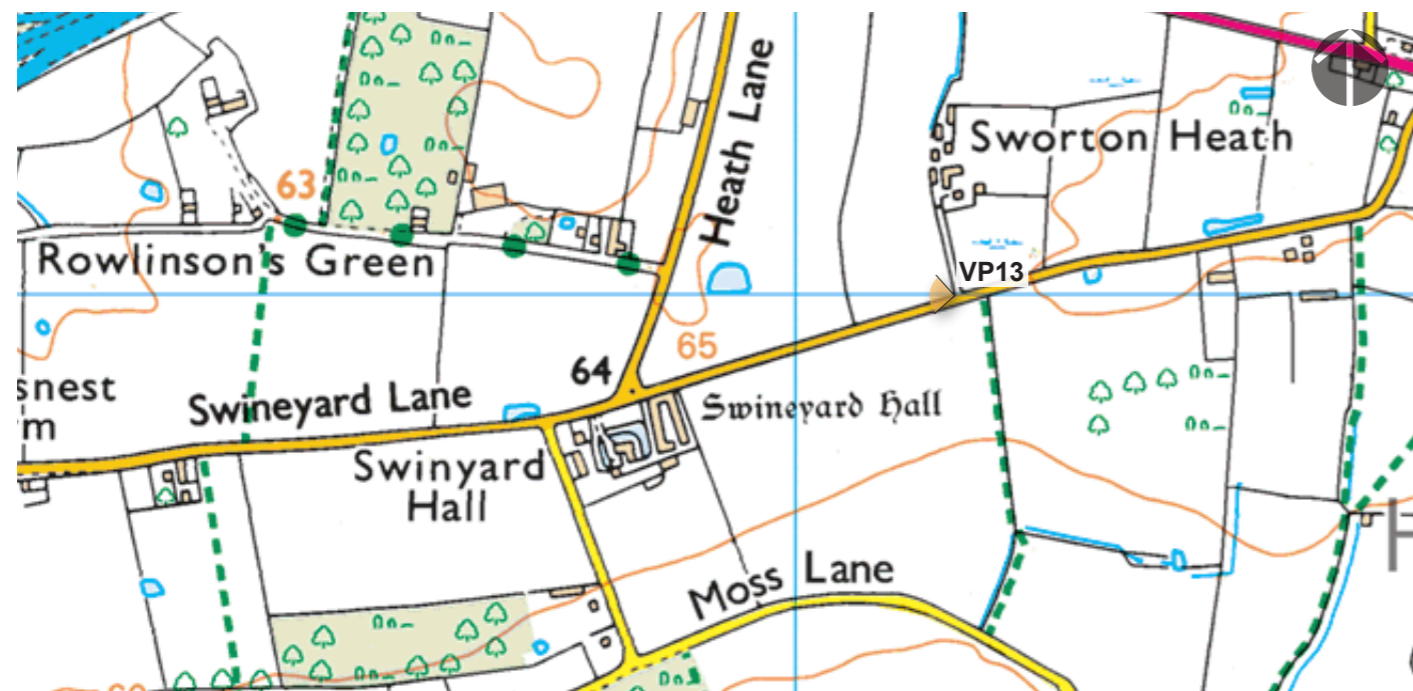 Heath Lane
Sworton Heath
63
Rowlinson's Green
VP13
65
64
snest
m
Swineyard Lane
Swineyard Hall
Swinyard
Hall
Moss Lane
H